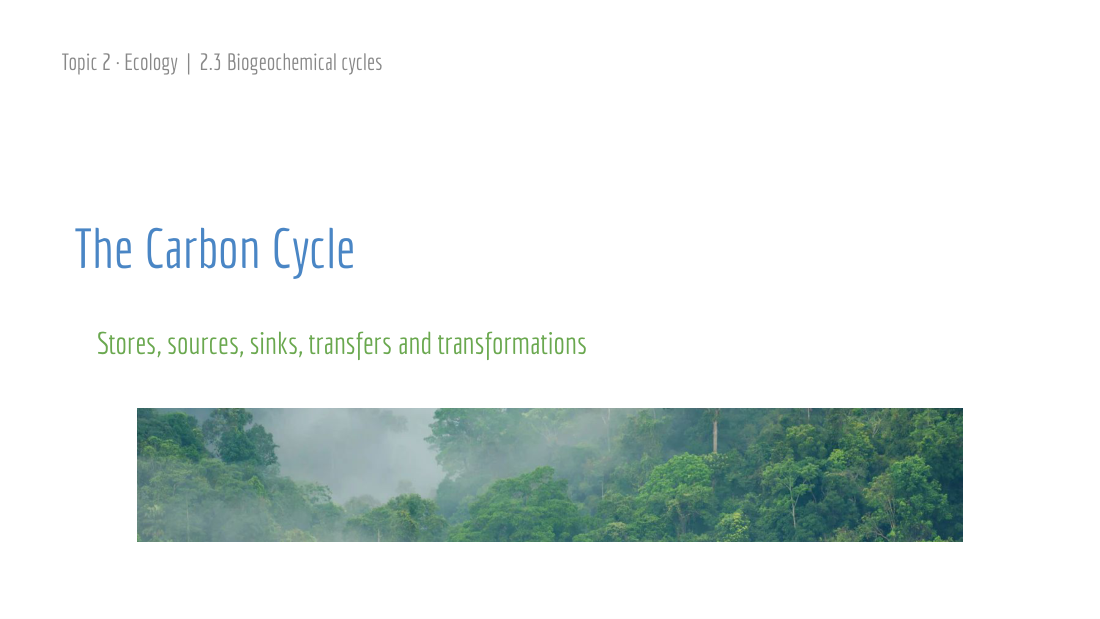 Topic 2 · Ecology | 2.3 Biogeochemical cycles
The Carbon Cycle
Stores, sources, sinks, transfers and transformations